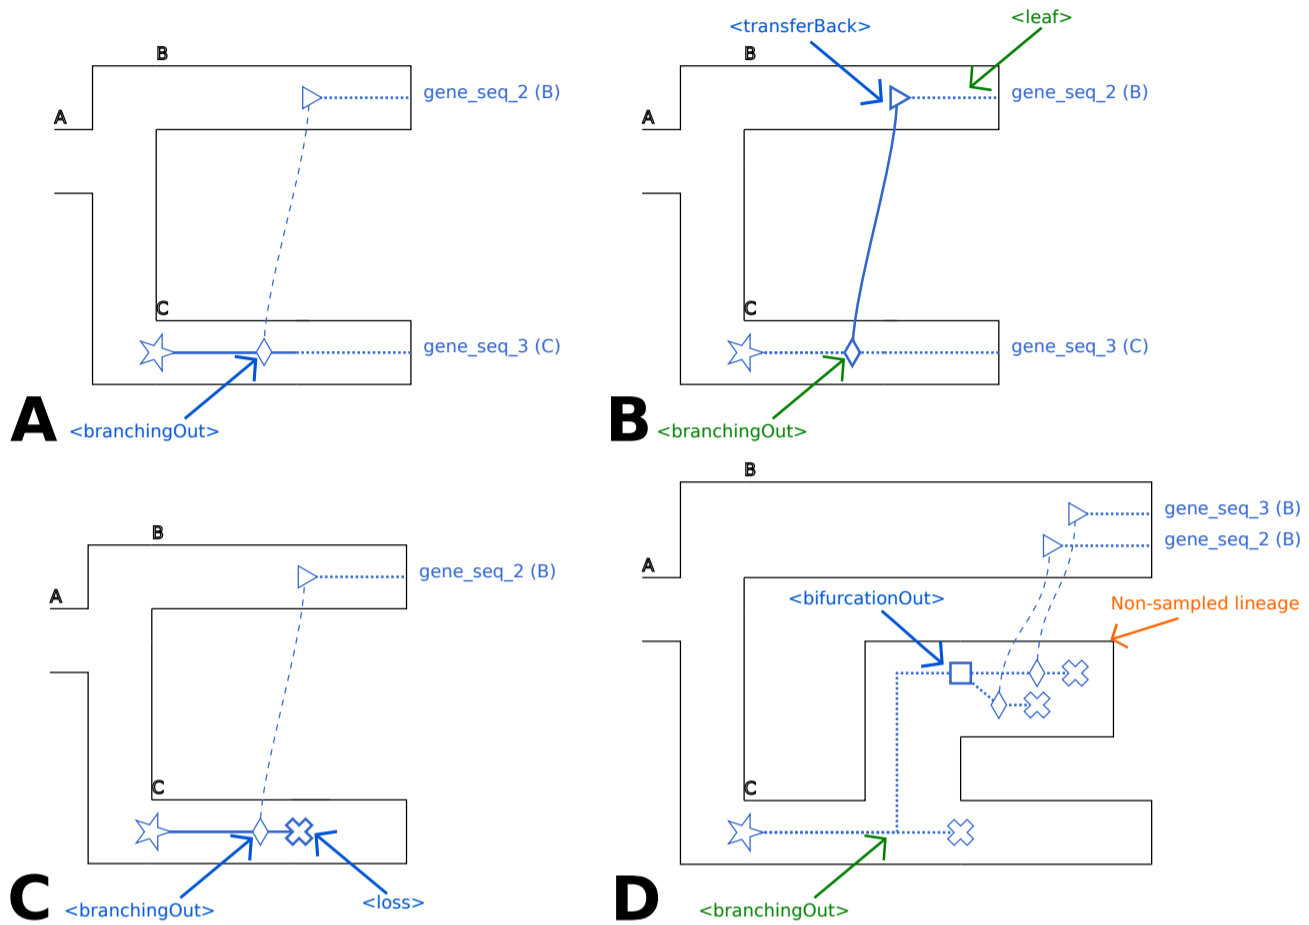 B
gene_seq_2 (B)
A
C
gene_seq_3 (C)
<branchingOut>
A
<transferBack>
<leaf>
B
gene_seq_2 (B)
A
C
gene_seq_3 (C)
<branchingOut>
B
B
gene_seq_2 (B)
A
C
<branchingOut>
<loss>
C
B
gene_seq_3 (B)
gene_seq_2 (B)
A
<bifurcationOut>
Non-sampled lineage
C
<branchingOut>
D